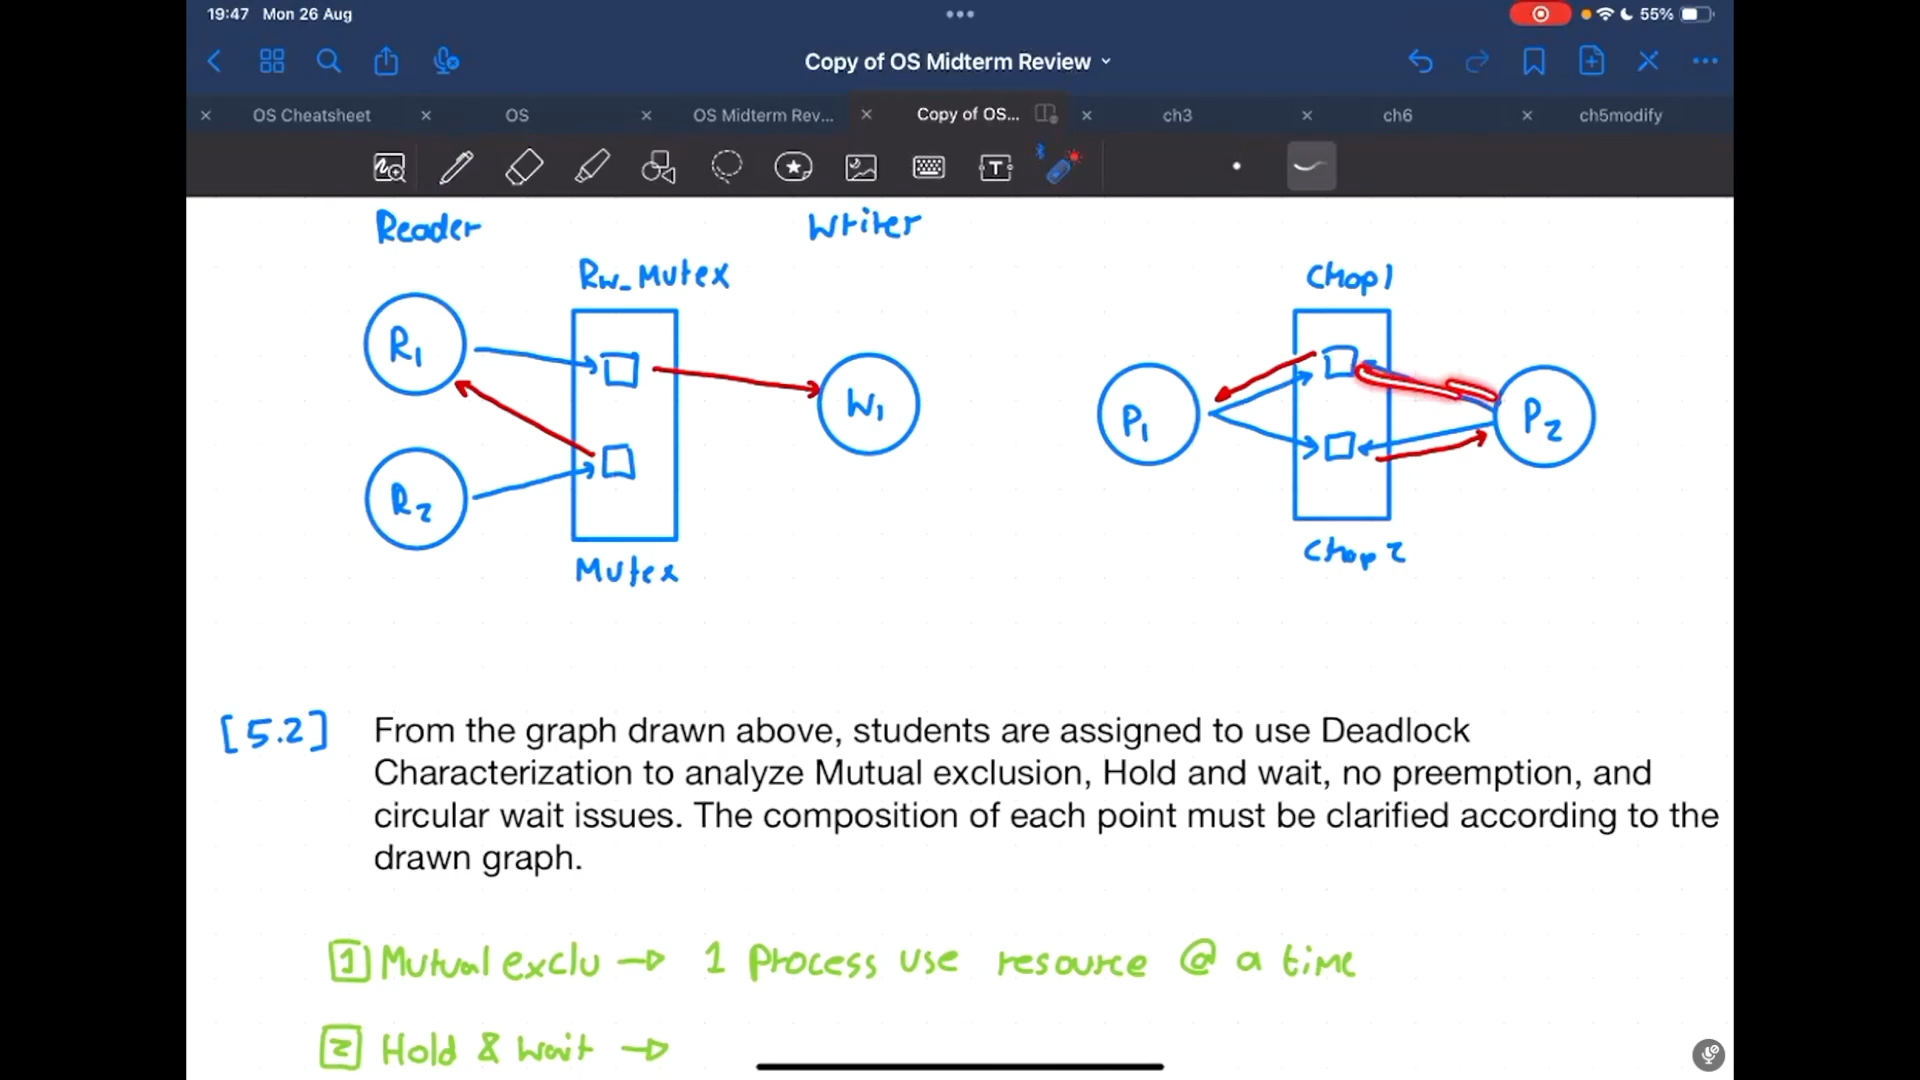 19:47 Mon 26 Aug
55%
Copy of OS Midterm Review
OS Cheatsheet
OS
OS Midterm Rev...
Copy of OS...
ch3
ch6
ch5modify
T
Reader
Writer
Rw_Mutex
Chop1
R1
W1
P1
P2
R2
Mutex
Chop2
[5.2] From the graph drawn above, students are assigned to use Deadlock
Characterization to analyze Mutual exclusion, Hold and wait, no preemption, and
circular wait issues. The composition of each point must be clarified according to the
drawn graph.
1 Mutual exclu → 1 Process use resource @ a time
2 Hold & wait →